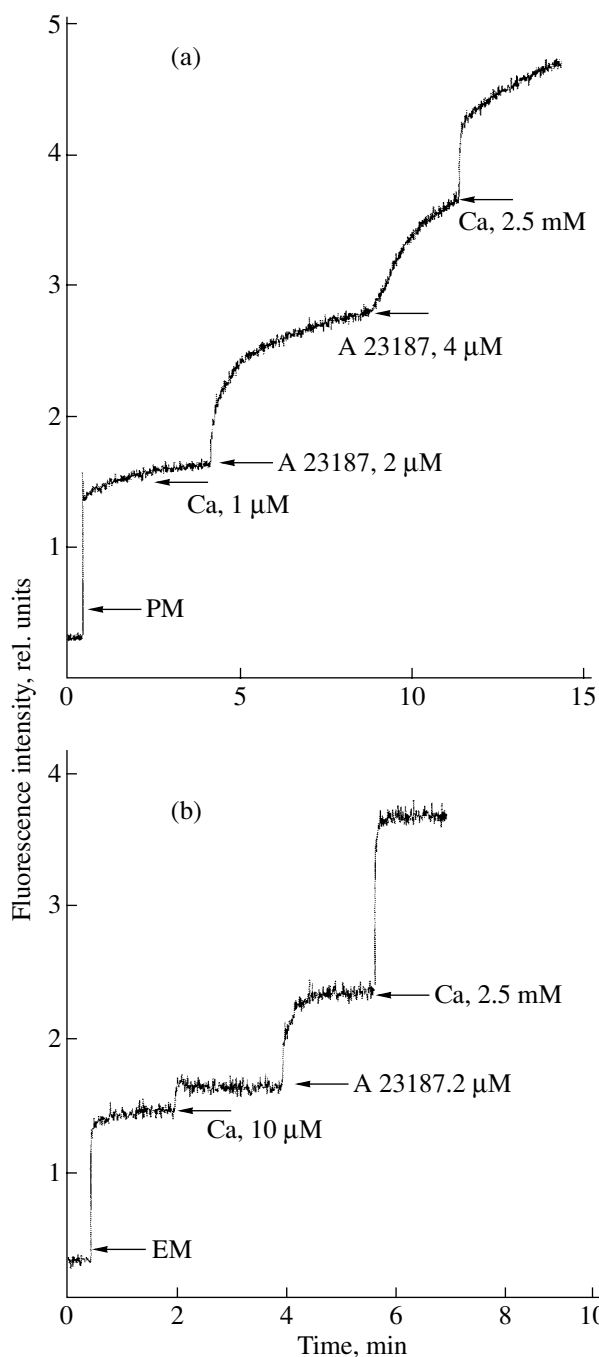 5
(a)
4
Ca, 2.5 mM
3
A 23187, 4 µM
2
A 23187, 2 µM
Ca, 1 µM
1
PM
0 5 10 15
Fluorescence intensity, rel. units
4
(b)
3
Ca, 2.5 mM
2
A 23187.2 µM
Ca, 10 µM
1
EM
0 2 4 6 8 10
Time, min